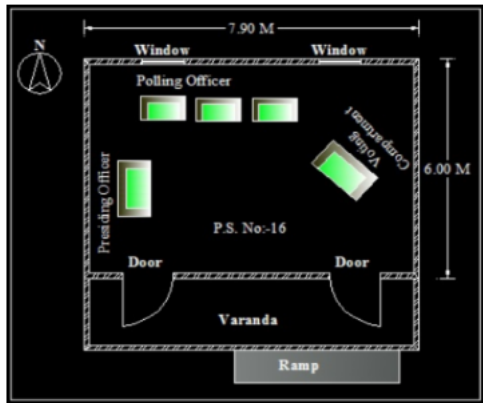 7.90 M
N
Window
Window
Polling Officer
Voting
Compartment
6.00 M
Presiding Officer
P.S. No:-16
Door
Door
Varanda
Ramp